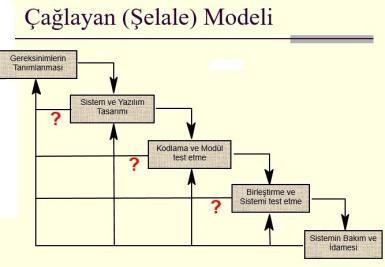 Çağlayan (Şelale) Modeli
Gereksinimlerin
Tanımlanması
Sistem ve Yazılım
Tasarımı
?
Kodlama ve Modül
test etme
?
Birleştirme ve
Sistemi test etme
?
Sistemin Bakım ve
İdamesi